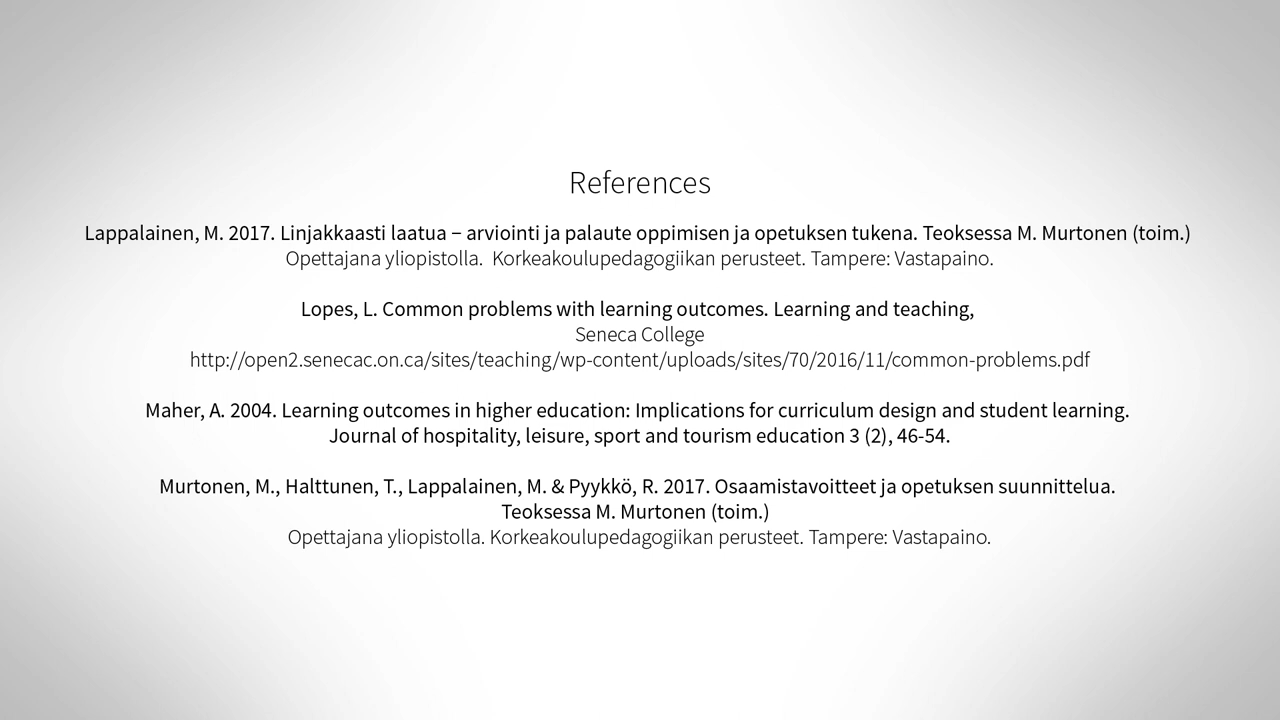 References
Lappalainen, M. 2017. Linjakkaasti laatua – arviointi ja palaute oppimisen ja opetuksen tukena. Teoksessa M. Murtonen (toim.)
Opettajana yliopistolla.  Korkeakoulupedagogiikan perusteet. Tampere: Vastapaino.
Lopes, L. Common problems with learning outcomes. Learning and teaching,
Seneca College
http://open2.senecac.on.ca/sites/teaching/wp-content/uploads/sites/70/2016/11/common-problems.pdf
Maher, A. 2004. Learning outcomes in higher education: Implications for curriculum design and student learning.
Journal of hospitality, leisure, sport and tourism education 3 (2), 46-54.
Murtonen, M., Halttunen, T., Lappalainen, M. & Pyykkö, R. 2017. Osaamistavoitteet ja opetuksen suunnittelua.
Teoksessa M. Murtonen (toim.)
Opettajana yliopistolla. Korkeakoulupedagogiikan perusteet. Tampere: Vastapaino.